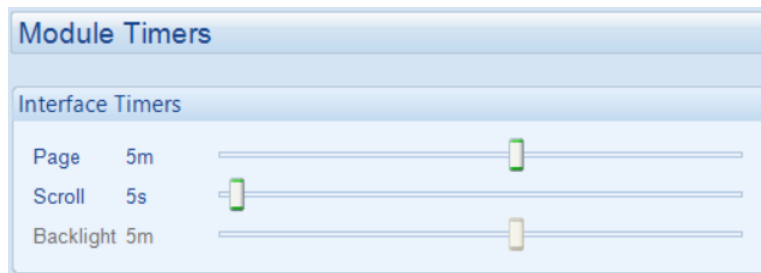 Module Timers
Interface Timers
Page 5m
Scroll 5s
Backlight 5m